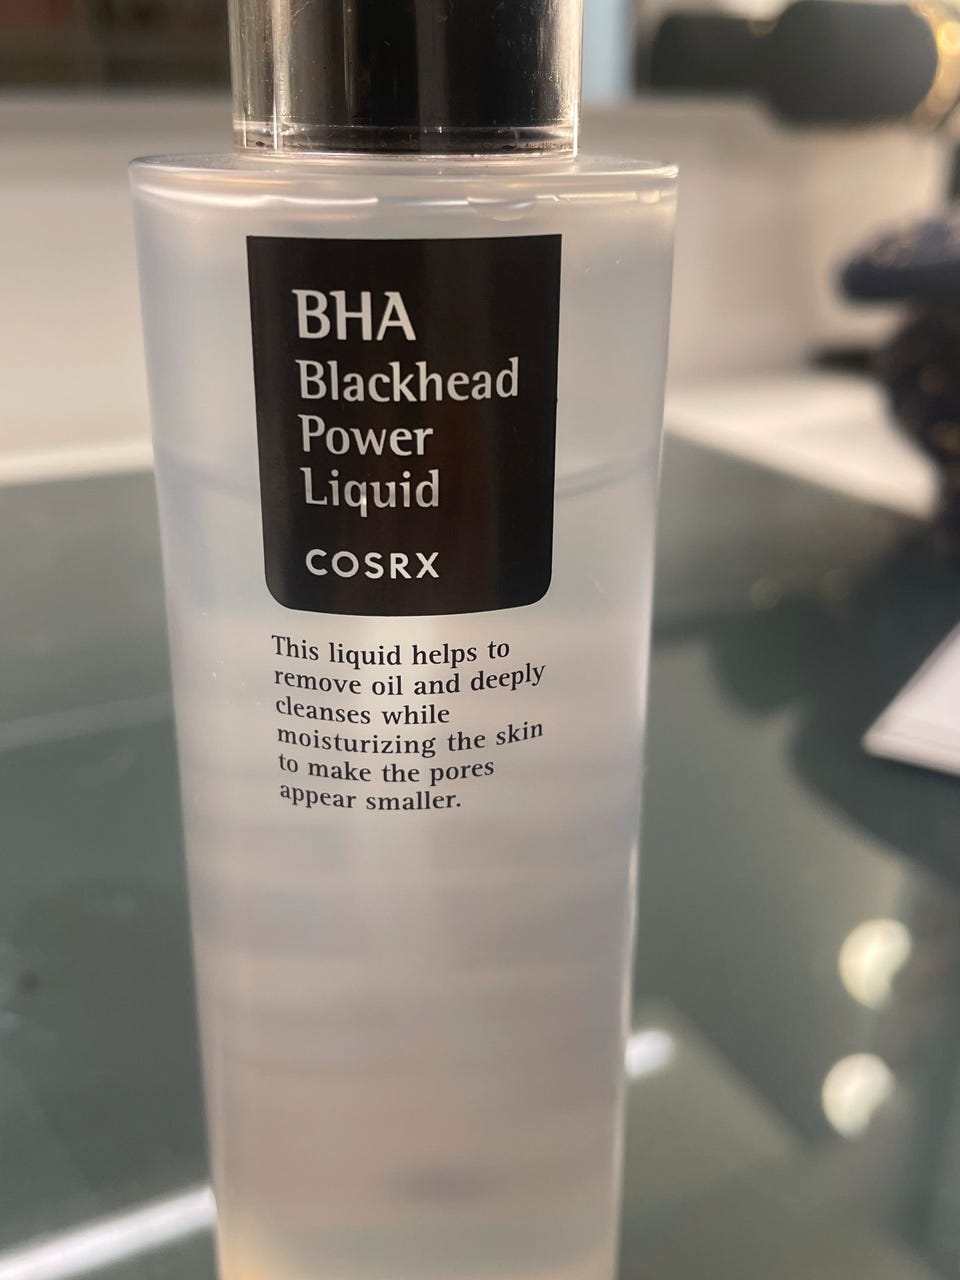 BHA
Blackhead
Power
Liquid
COSRX
This liquid helps to
remove oil and deeply
cleanses while
moisturizing the skin
to make the pores
appear smaller.